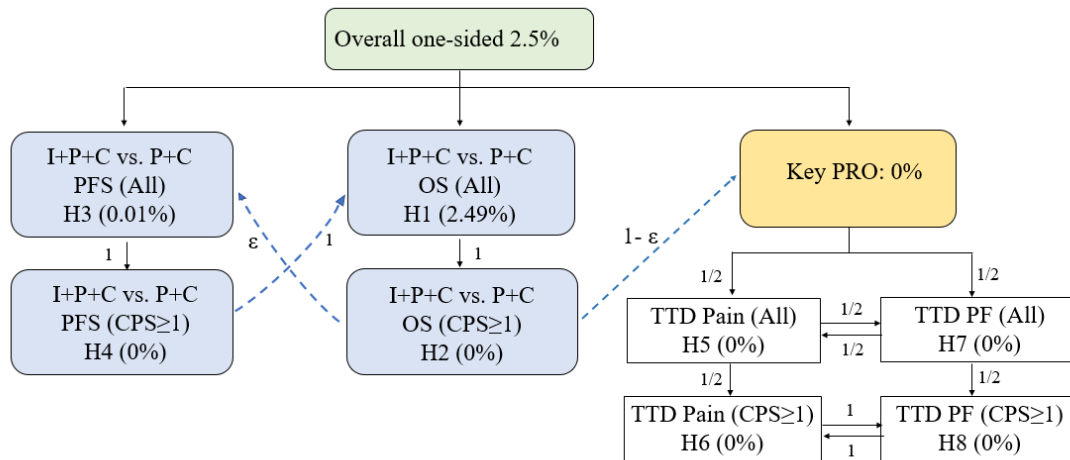 Overall one-sided 2.5%
I+P+C vs. P+C
PFS (All)
H3 (0.01%)
I+P+C vs. P+C
OS (All)
H1 (2.49%)
Key PRO: 0%
1
ε
1
1
1- ε
1/2
1/2
I+P+C vs. P+C
PFS (CPS≥1)
H4 (0%)
I+P+C vs. P+C
OS (CPS≥1)
H2 (0%)
TTD Pain (All)
H5 (0%)
1/2
1/2
TTD PF (All)
H7 (0%)
1/2
1/2
TTD Pain (CPS≥1)
H6 (0%)
1
1
TTD PF (CPS≥1)
H8 (0%)